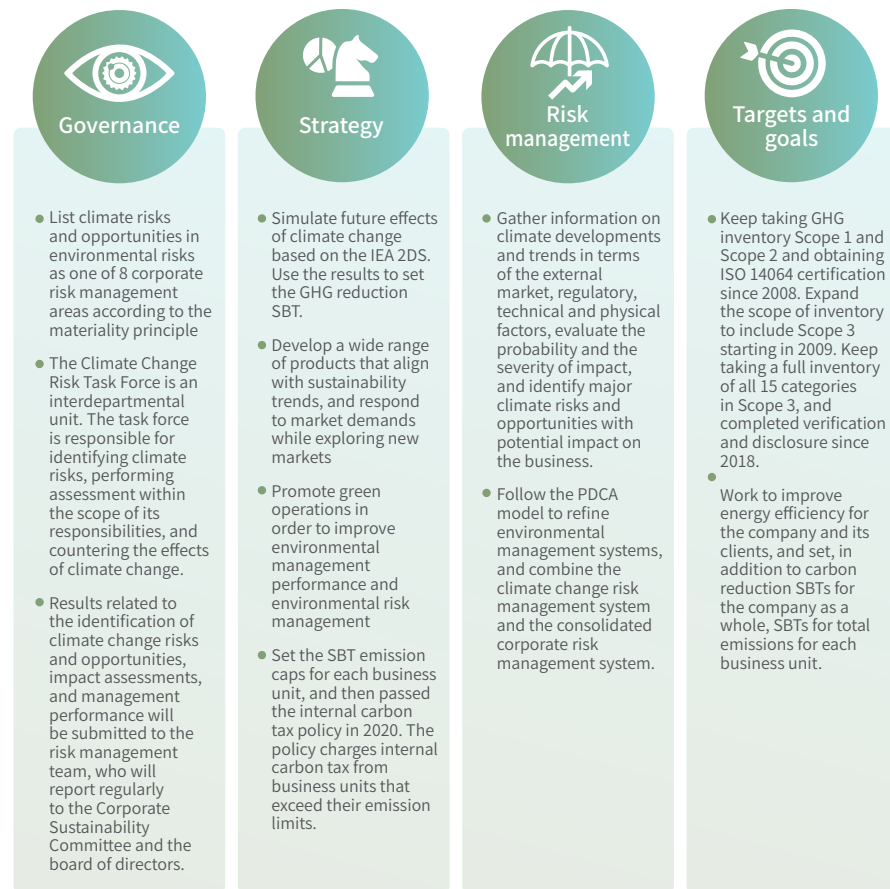 Governance
List climate risks
and opportunities in
environmental risks
as one of 8 corporate
risk management
areas according to the
materiality principle
The Climate Change
Risk Task Force is an
interdepartmental
unit. The task force
is responsible for
identifying climate
risks, performing
assessment within
the scope of its
responsibilities, and
countering the effects
of climate change.
Results related to
the identification of
climate change risks
and opportunities,
impact assessments,
and management
performance will
be submitted to the
risk management
team, who will
report regularly
to the Corporate
Sustainability
Committee and the
board of directors.
Strategy
Simulate future effects
of climate change
based on the IEA 2DS.
Use the results to set
the GHG reduction
SBT.
Develop a wide range
of products that align
with sustainability
trends, and respond
to market demands
while exploring new
markets
Promote green
operations in
order to improve
environmental
management
performance and
environmental risk
management
Set the SBT emission
caps for each business
unit, and then passed
the internal carbon
tax policy in 2020. The
policy charges internal
carbon tax from
business units that
exceed their emission
limits.
Risk
management
Gather information on
climate developments
and trends in terms
of the external
market, regulatory,
technical and physical
factors, evaluate the
probability and the
severity of impact,
and identify major
climate risks and
opportunities with
potential impact on
the business.
Follow the PDCA
model to refine
environmental
management systems,
and combine the
climate change risk
management system
and the consolidated
corporate risk
management system.
Targets and
goals
Keep taking GHG
inventory Scope 1 and
Scope 2 and obtaining
ISO 14064 certification
since 2008. Expand
the scope of inventory
to include Scope 3
starting in 2009. Keep
taking a full inventory
of all 15 categories
in Scope 3, and
completed verification
and disclosure since
2018.
Work to improve
energy efficiency for
the company and its
clients, and set, in
addition to carbon
reduction SBTs for
the company as a
whole, SBTs for total
emissions for each
business unit.